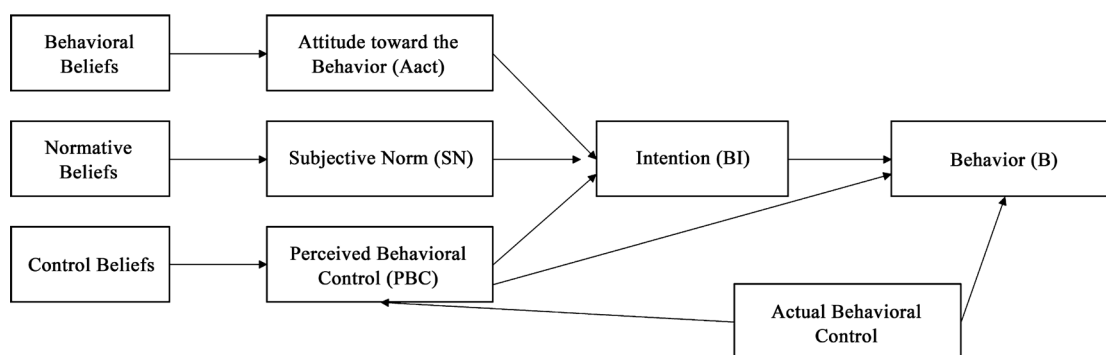 Behavioral
Beliefs
Attitude toward the
Behavior (Aact)
Normative
Beliefs
Subjective Norm (SN)
Intention (BI)
Behavior (B)
Control Beliefs
Perceived Behavioral
Control (PBC)
Actual Behavioral
Control